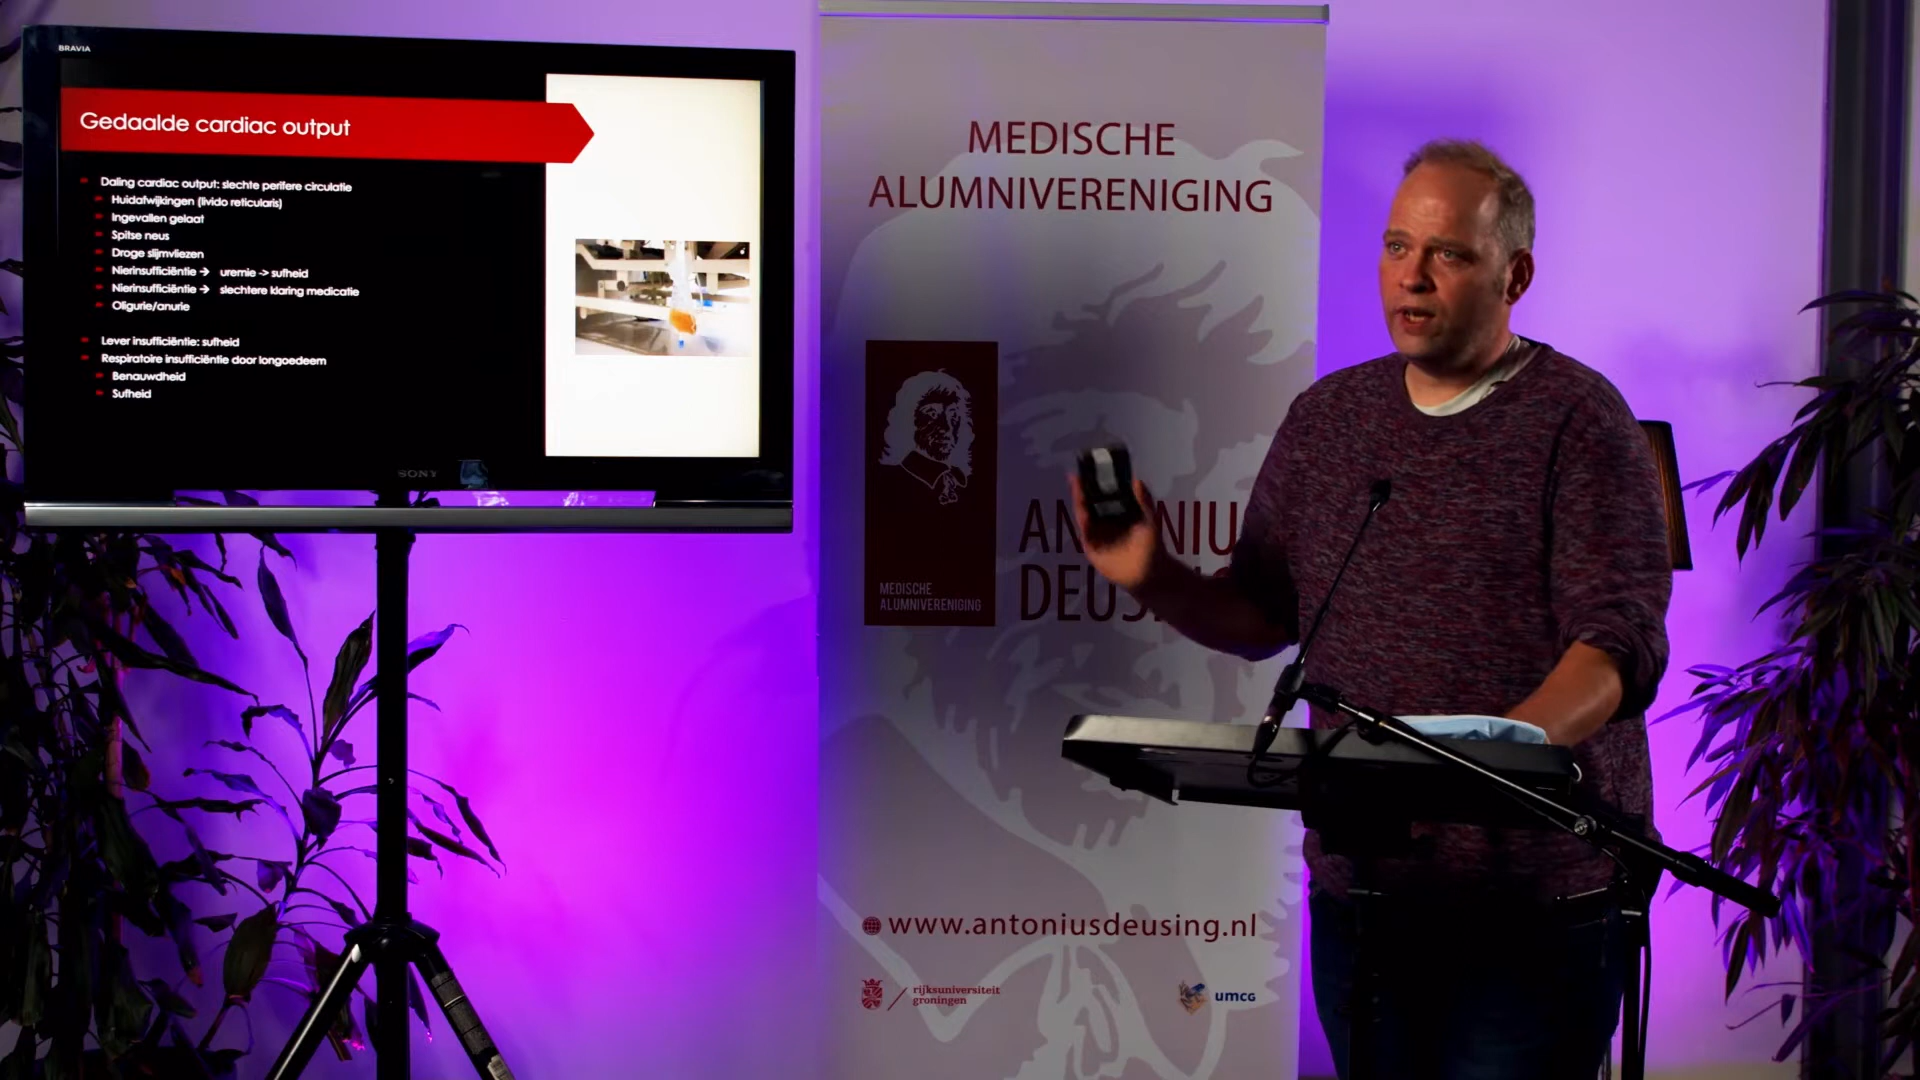 BRAVIA
Gedaalde cardiac output
Daling cardiac output: slechte perifere circulatie
Huidafwijkingen (livido reticularis)
Ingevallen gelaat
Spitse neus
Droge slijmvliezen
Nierinsufficiëntie → uremie -> sufheid
Nierinsufficiëntie → slechtere klaring medicatie
Oligurie/anurie
Lever insufficiëntie: sufheid
Respiratoire insufficiëntie door longoedeem
Benauwdheid
Sufheid
SONY
MEDISCHE
ALUMNIVERENIGING
MEDISCHE
ALUMNIVERENIGING
www.antoniusdeusing.nl
rijksuniversiteit
groningen
umcg